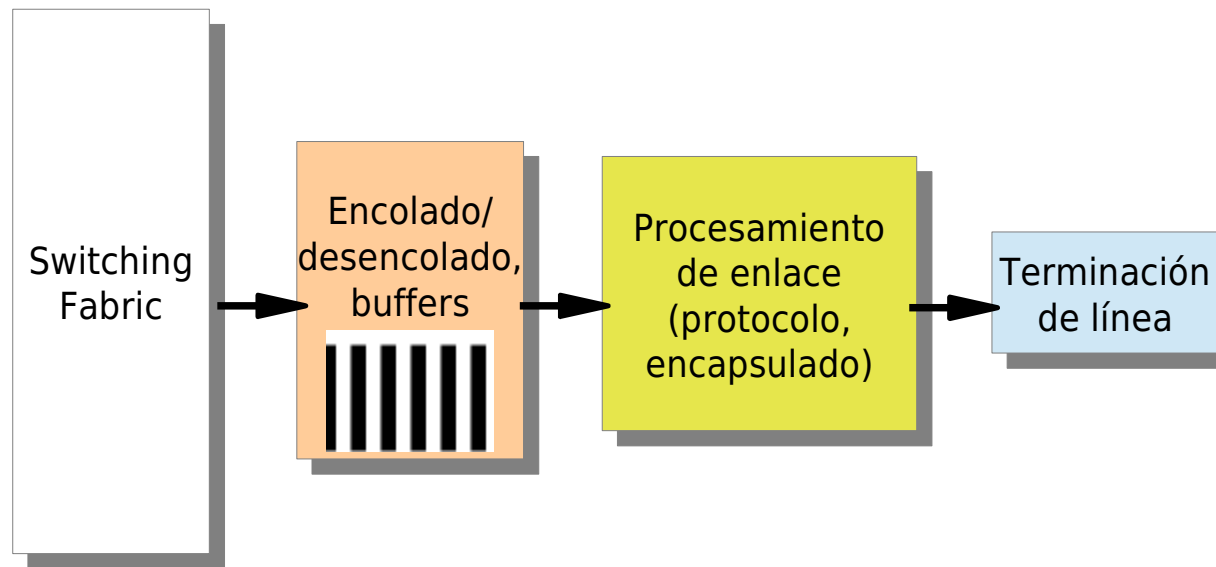 Switching
Fabric
Encolado/
desencolado,
buffers
Procesamiento
de enlace
(protocolo,
encapsulado)
Terminación
de línea